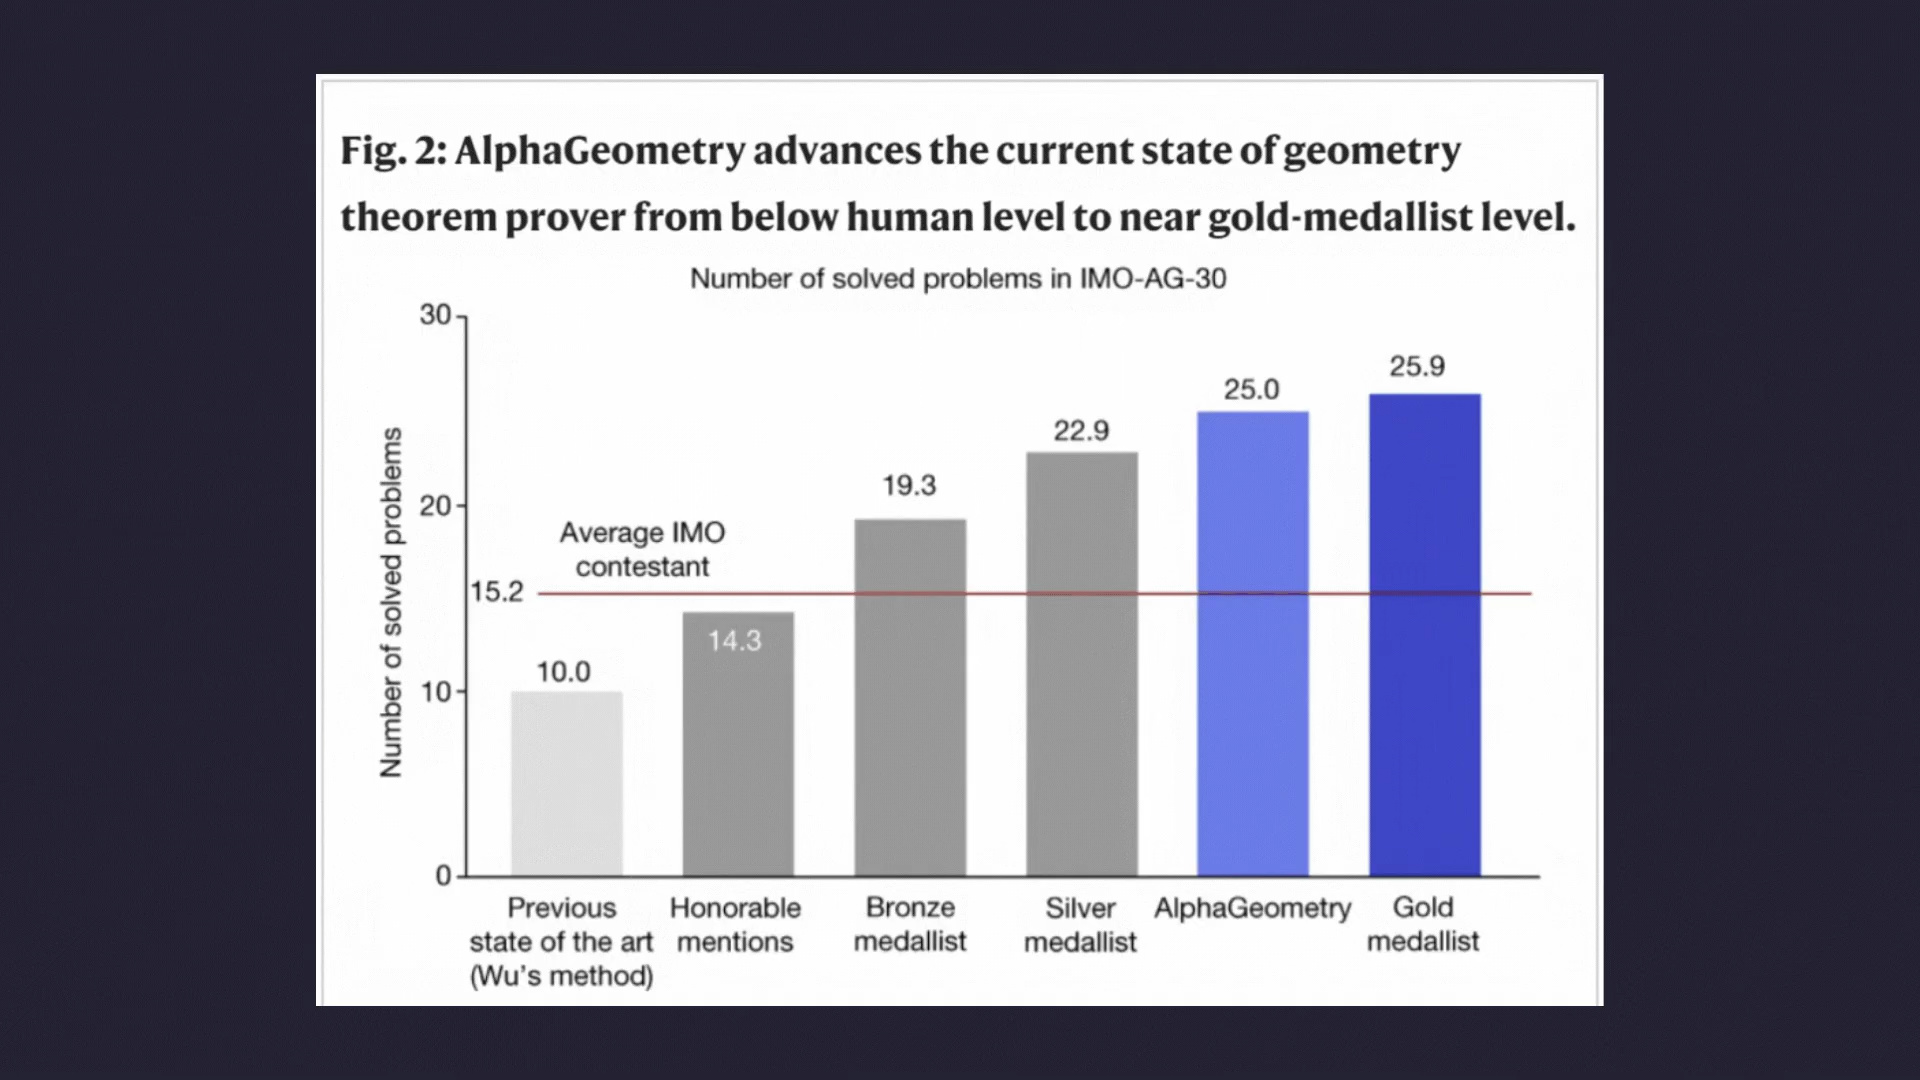 Fig. 2: AlphaGeometry advances the current state of geometry
theorem prover from below human level to near gold-medallist level.
Number of solved problems in IMO-AG-30
Number of solved problems
30
20
10
0
Average IMO
contestant
15.2
10.0
14.3
19.3
22.9
25.0
25.9
Previous
state of the art
(Wu's method)
Honorable
mentions
Bronze
medallist
Silver
medallist
AlphaGeometry
Gold
medallist